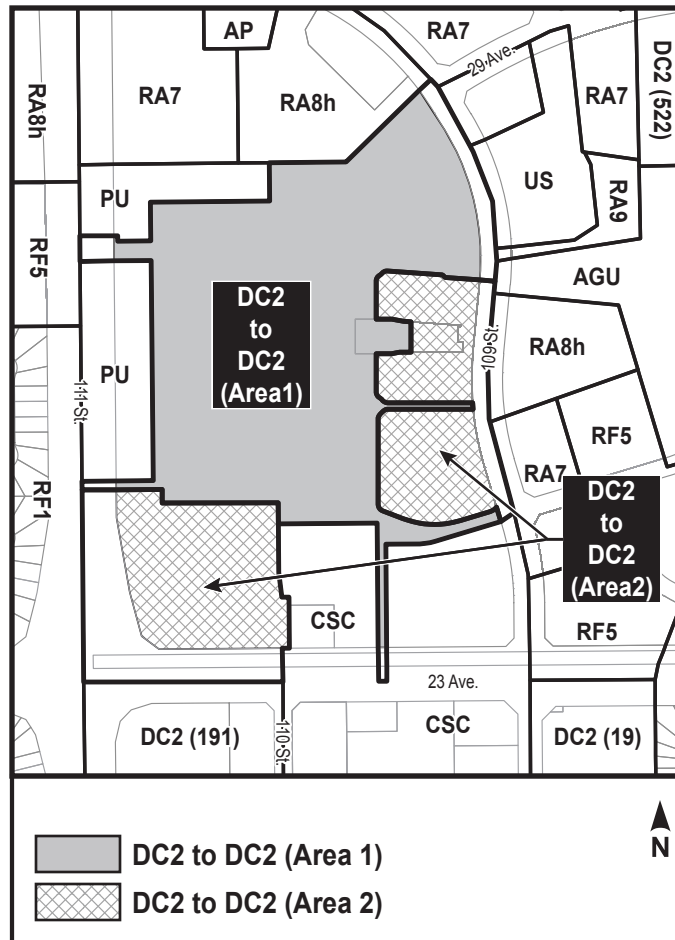 AP
RA7
29 Ave.
RA8h
RA7
RA8h
RA7
DC2 (522)
PU
US
RA9
RF5
AGU
DC2
to
DC2
(Area1)
109 St.
RA8h
PU
111 St.
RF5
RA7
RF1
DC2
to
DC2
(Area2)
CSC
RF5
23 Ave.
DC2 (191)
110 St.
CSC
DC2 (19)
N
DC2 to DC2 (Area 1)
DC2 to DC2 (Area 2)